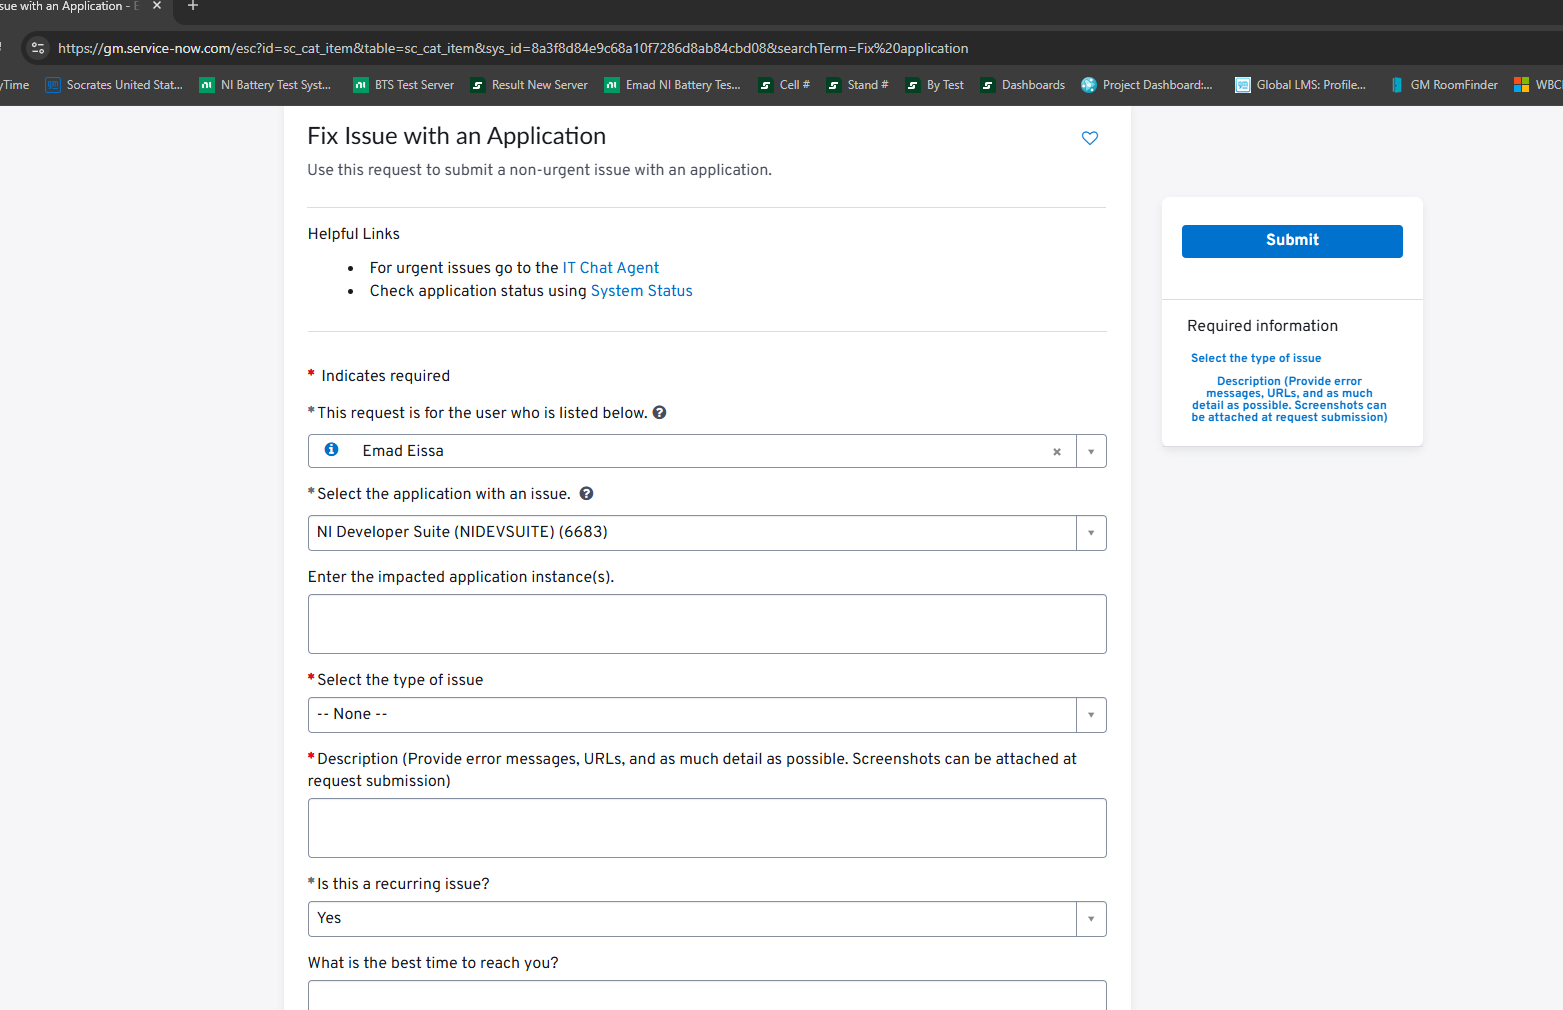 sue with an Application - E
https://gm.service-now.com/esc?id=sc_cat_item&table=sc_cat_item&sys_id=8a3f8d84e9c68a10f7286d8ab84cbd08&searchTerm=Fix%20application
yTime Socrates United Stat... NI Battery Test Syst... BTS Test Server Result New Server Emad NI Battery Tes... Cell # Stand # By Test Dashboards Project Dashboard:... Global LMS: Profile... GM RoomFinder WBC
Fix Issue with an Application
Use this request to submit a non-urgent issue with an application.
Helpful Links
• For urgent issues go to the IT Chat Agent
• Check application status using System Status
* Indicates required
*This request is for the user who is listed below.
Emad Eissa
*Select the application with an issue.
NI Developer Suite (NIDEVSUITE) (6683)
Enter the impacted application instance(s).
*Select the type of issue
-- None --
*Description (Provide error messages, URLs, and as much detail as possible. Screenshots can be attached at
request submission)
*Is this a recurring issue?
Yes
What is the best time to reach you?
Submit
Required information
Select the type of issue
Description (Provide error
messages, URLs, and as much
detail as possible. Screenshots can
be attached at request submission)